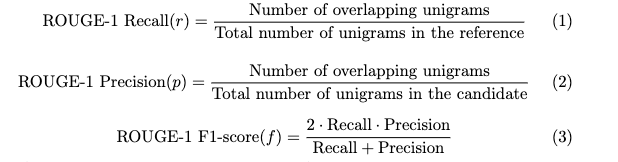 ROUGE-1 Recall(r) = Number of overlapping unigrams / Total number of unigrams in the reference (1)
ROUGE-1 Precision(p) = Number of overlapping unigrams / Total number of unigrams in the candidate (2)
ROUGE-1 F1-score(f) = 2 · Recall · Precision / Recall + Precision (3)